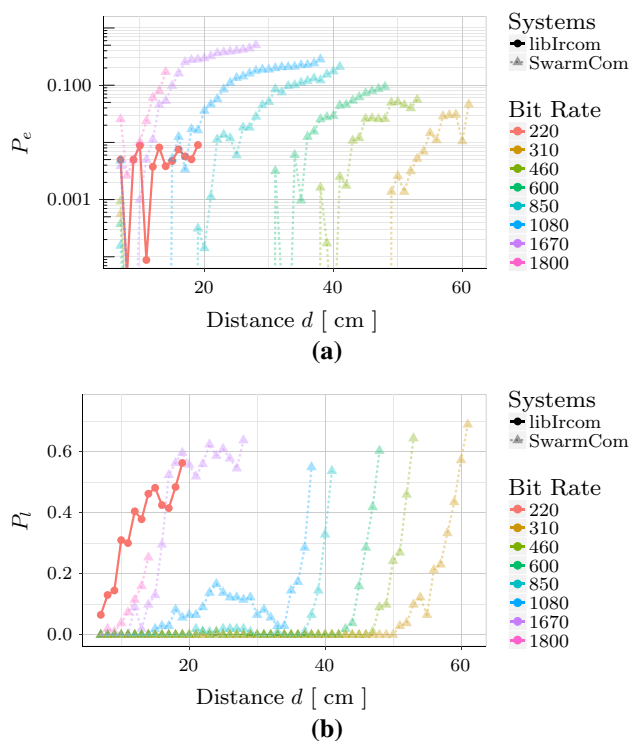 Systems
libIrcom
SwarmCom
0.100
P_e
Bit Rate
220
310
460
0.001
600
850
1080
1670
1800
20
40
60
Distance d [ cm ]
(a)
Systems
libIrcom
SwarmCom
0.6
P_l
0.4
Bit Rate
220
310
460
0.2
600
850
1080
1670
0.0
1800
20
40
60
Distance d [ cm ]
(b)